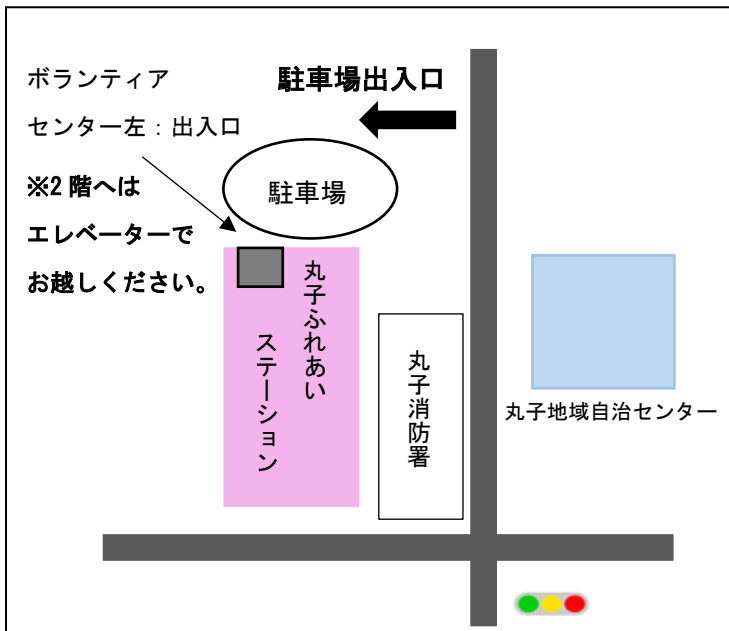 ボランティア
センター左：出入口
※2階へは
エレベーターで
お越しください。
駐車場出入口
駐車場
丸子ふれあい
ステーション
丸子消防署
丸子地域自治センター